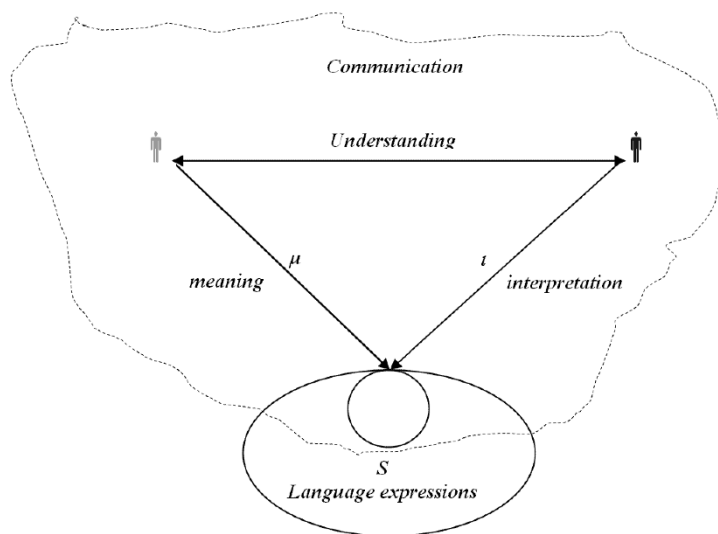 Communication
Understanding
μ
ι
meaning
interpretation
S
Language expressions